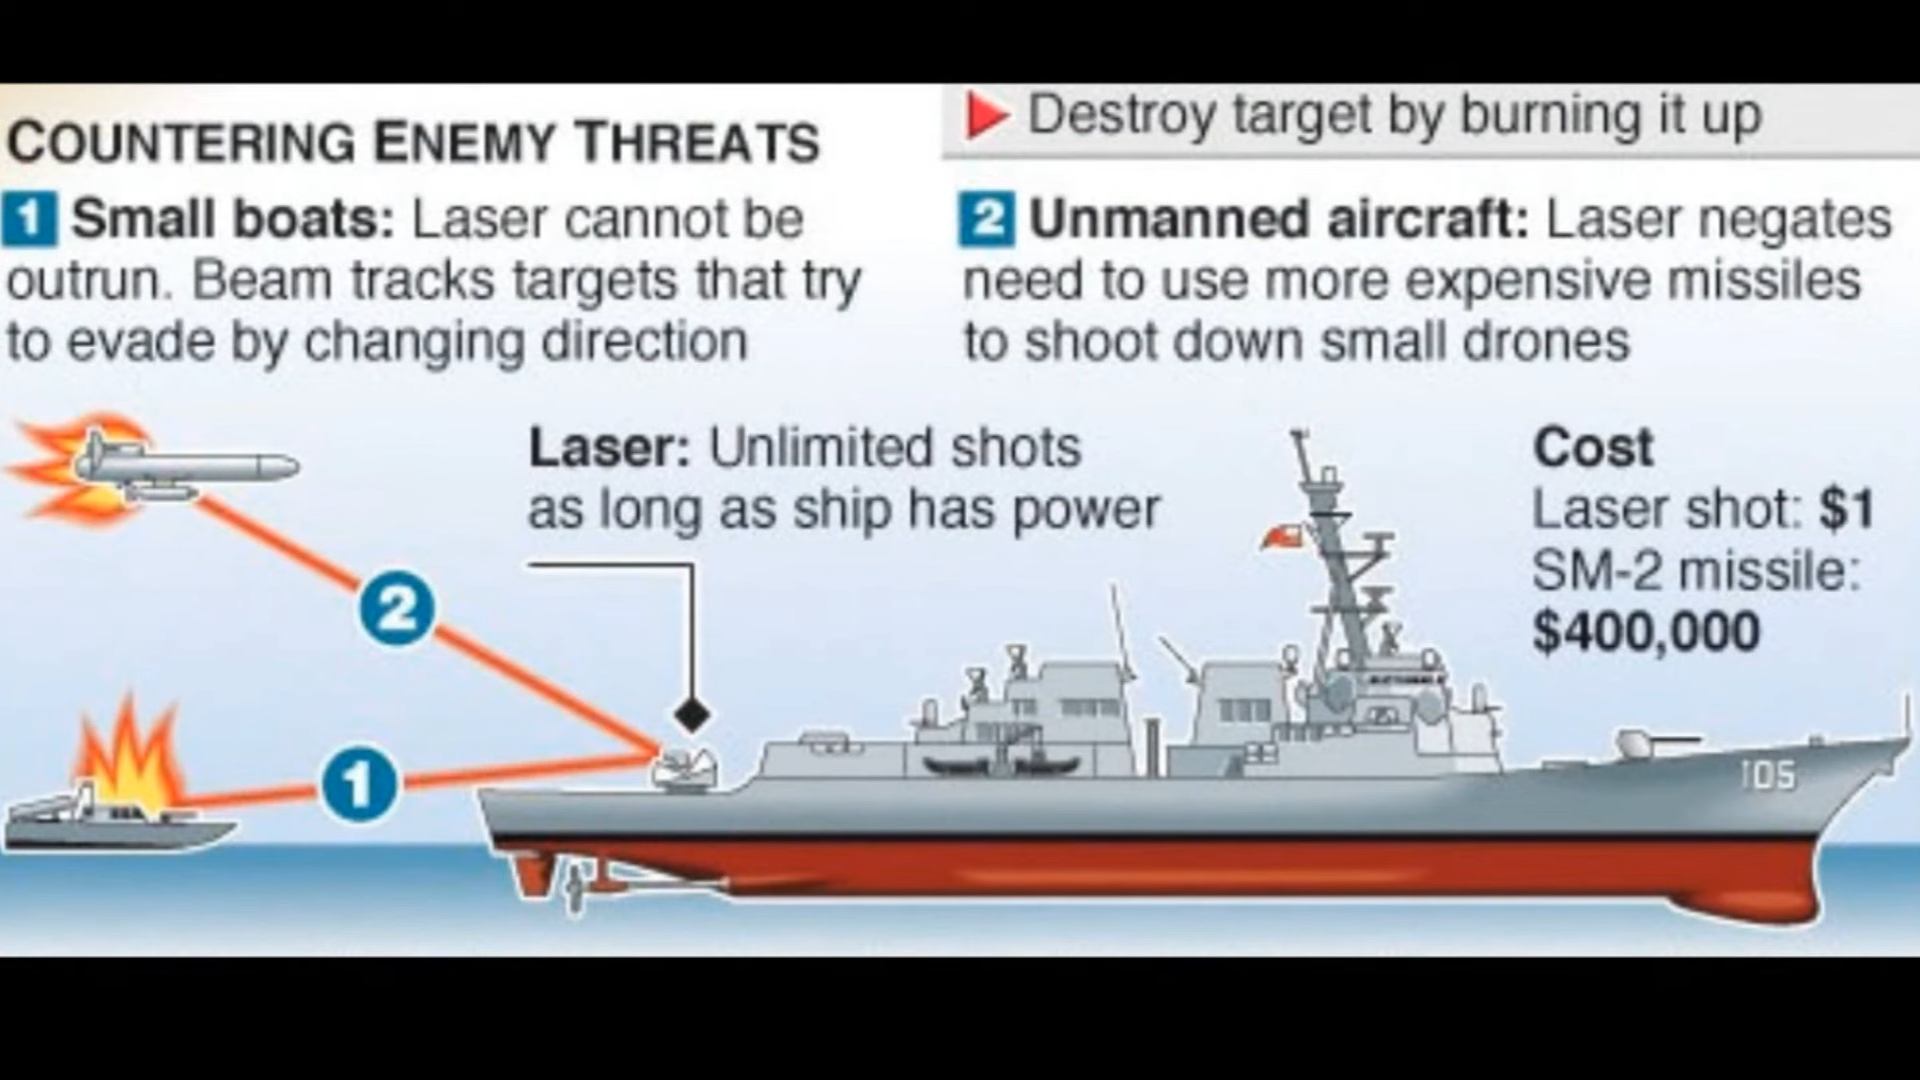 COUNTERING ENEMY THREATS
Destroy target by burning it up
1 Small boats: Laser cannot be
outrun. Beam tracks targets that try
to evade by changing direction
2 Unmanned aircraft: Laser negates
need to use more expensive missiles
to shoot down small drones
Laser: Unlimited shots
as long as ship has power
Cost
Laser shot: $1
SM-2 missile:
$400,000
2
1
105